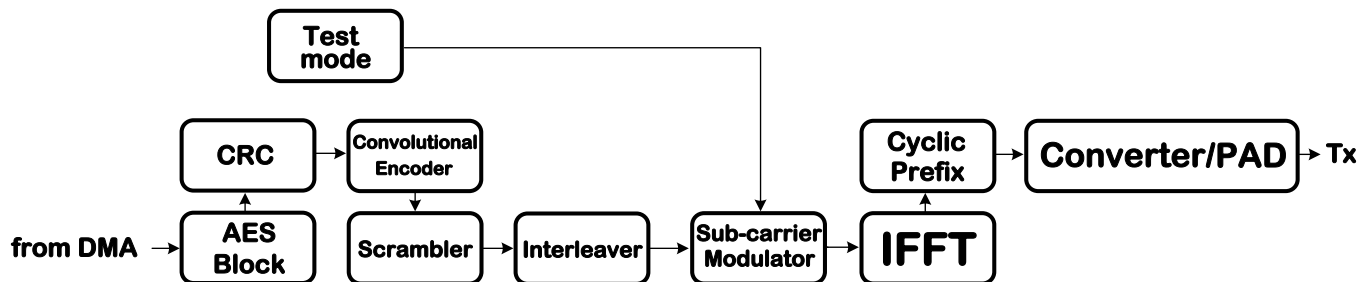 Test
mode
from DMA
AES
Block
CRC
Convolutional
Encoder
Scrambler
Interleaver
Sub-carrier
Modulator
IFFT
Cyclic
Prefix
Converter/PAD
Tx